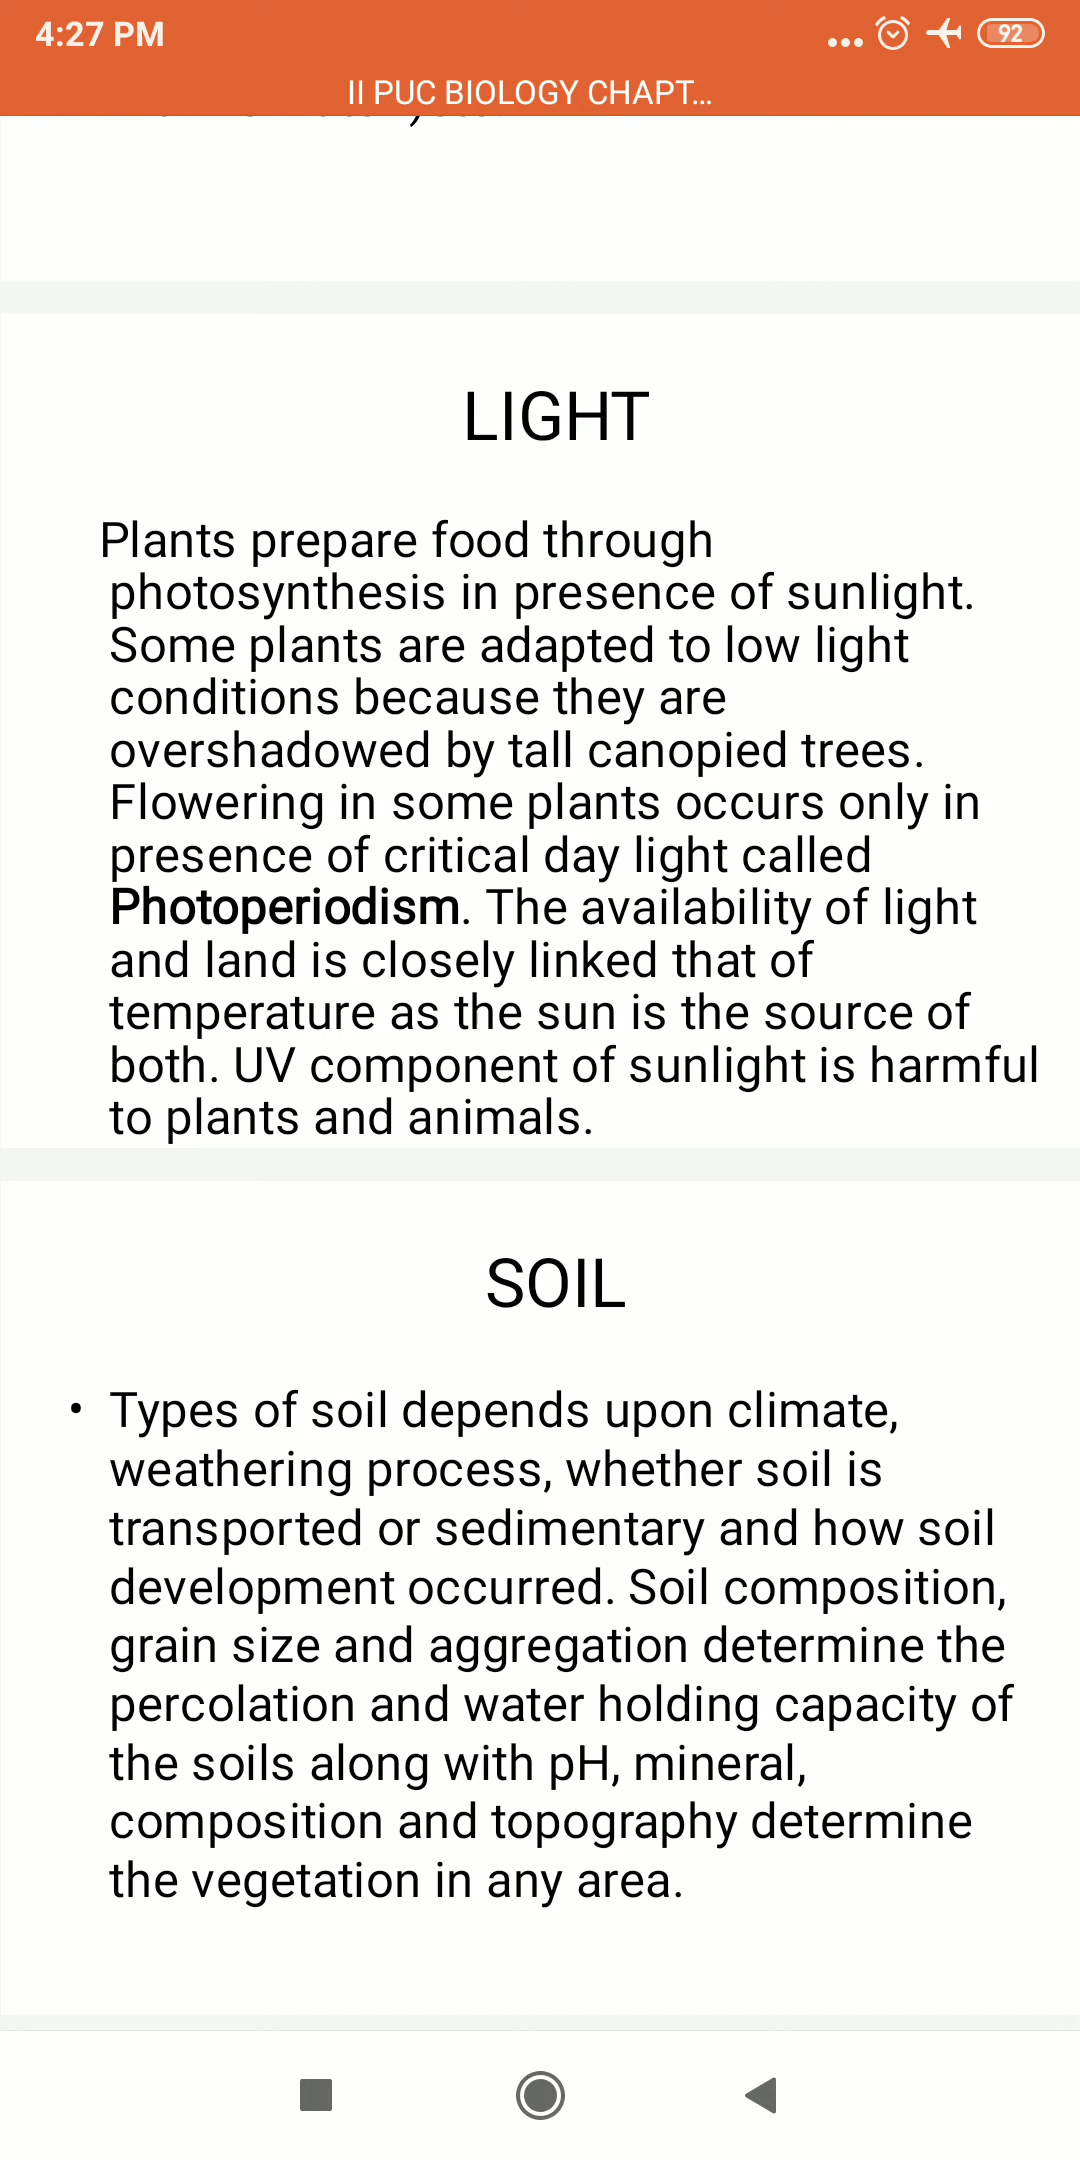 4:27 PM
92
II PUC BIOLOGY CHAPT...
LIGHT
Plants prepare food through
photosynthesis in presence of sunlight.
Some plants are adapted to low light
conditions because they are
overshadowed by tall canopied trees.
Flowering in some plants occurs only in
presence of critical day light called
Photoperiodism. The availability of light
and land is closely linked that of
temperature as the sun is the source of
both. UV component of sunlight is harmful
to plants and animals.
SOIL
• Types of soil depends upon climate,
weathering process, whether soil is
transported or sedimentary and how soil
development occurred. Soil composition,
grain size and aggregation determine the
percolation and water holding capacity of
the soils along with pH, mineral,
composition and topography determine
the vegetation in any area.